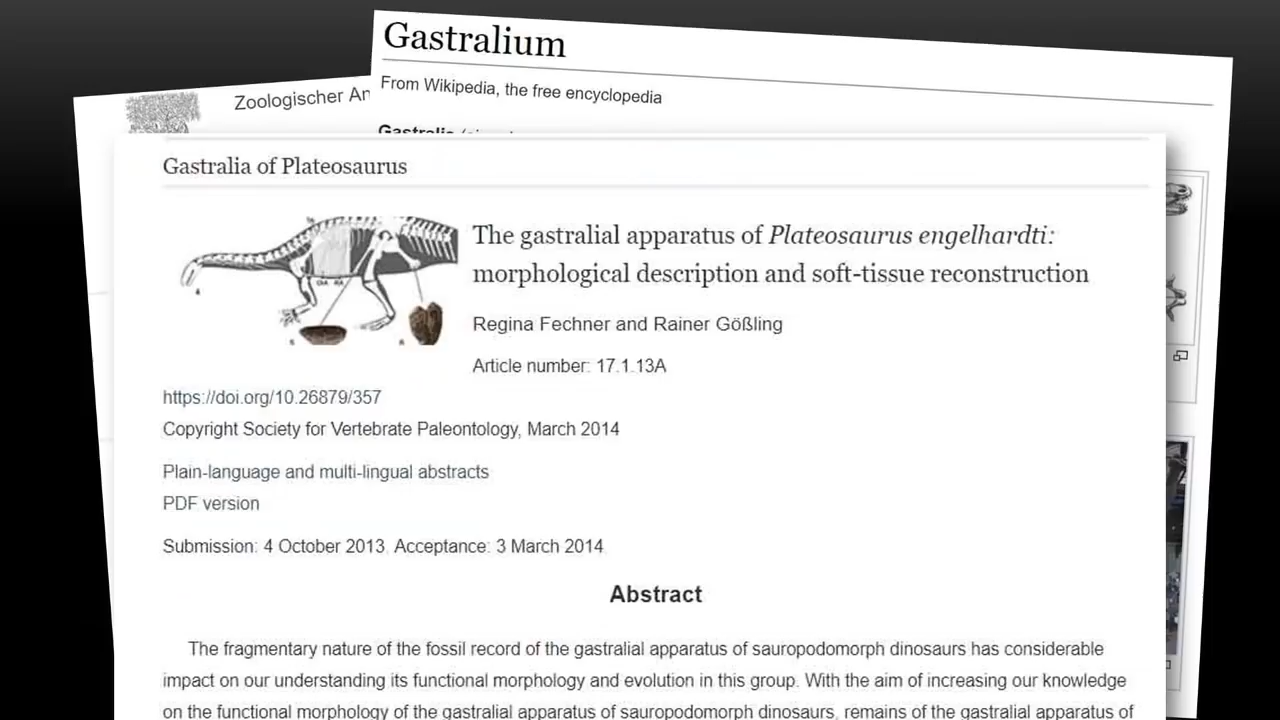 Gastralium
From Wikipedia, the free encyclopedia
Zoologischer
Gastralia
Gastralia of Plateosaurus
The gastralial apparatus of Plateosaurus engelhardti:
morphological description and soft-tissue reconstruction
Regina Fechner and Rainer Gößling
Article number: 17.1.13A
https://doi.org/10.26879/357
Copyright Society for Vertebrate Paleontology, March 2014
Plain-language and multi-lingual abstracts
PDF version
Submission: 4 October 2013. Acceptance: 3 March 2014
Abstract
The fragmentary nature of the fossil record of the gastralial apparatus of sauropodomorph dinosaurs has considerable
impact on our understanding its functional morphology and evolution in this group. With the aim of increasing our knowledge
on the functional morphology of the gastralial apparatus of sauropodomorph dinosaurs, remains of the gastralial apparatus of